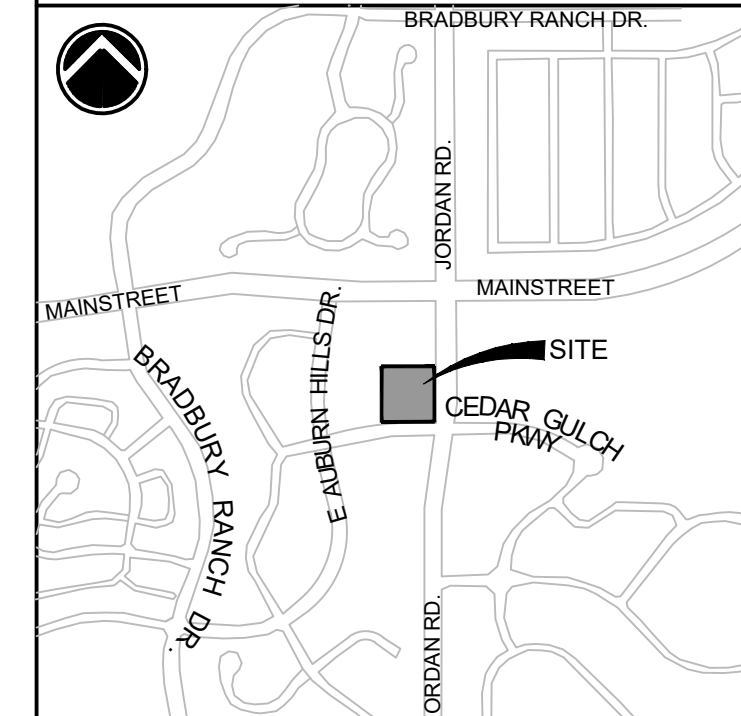 BRADBURY RANCH DR.
JORDAN RD.
MAINSTREET
MAINSTREET
E AUBURN HILLS DR.
SITE
BRADBURY RANCH DR.
CEDAR GULCH
PKWY
ORDAN RD.